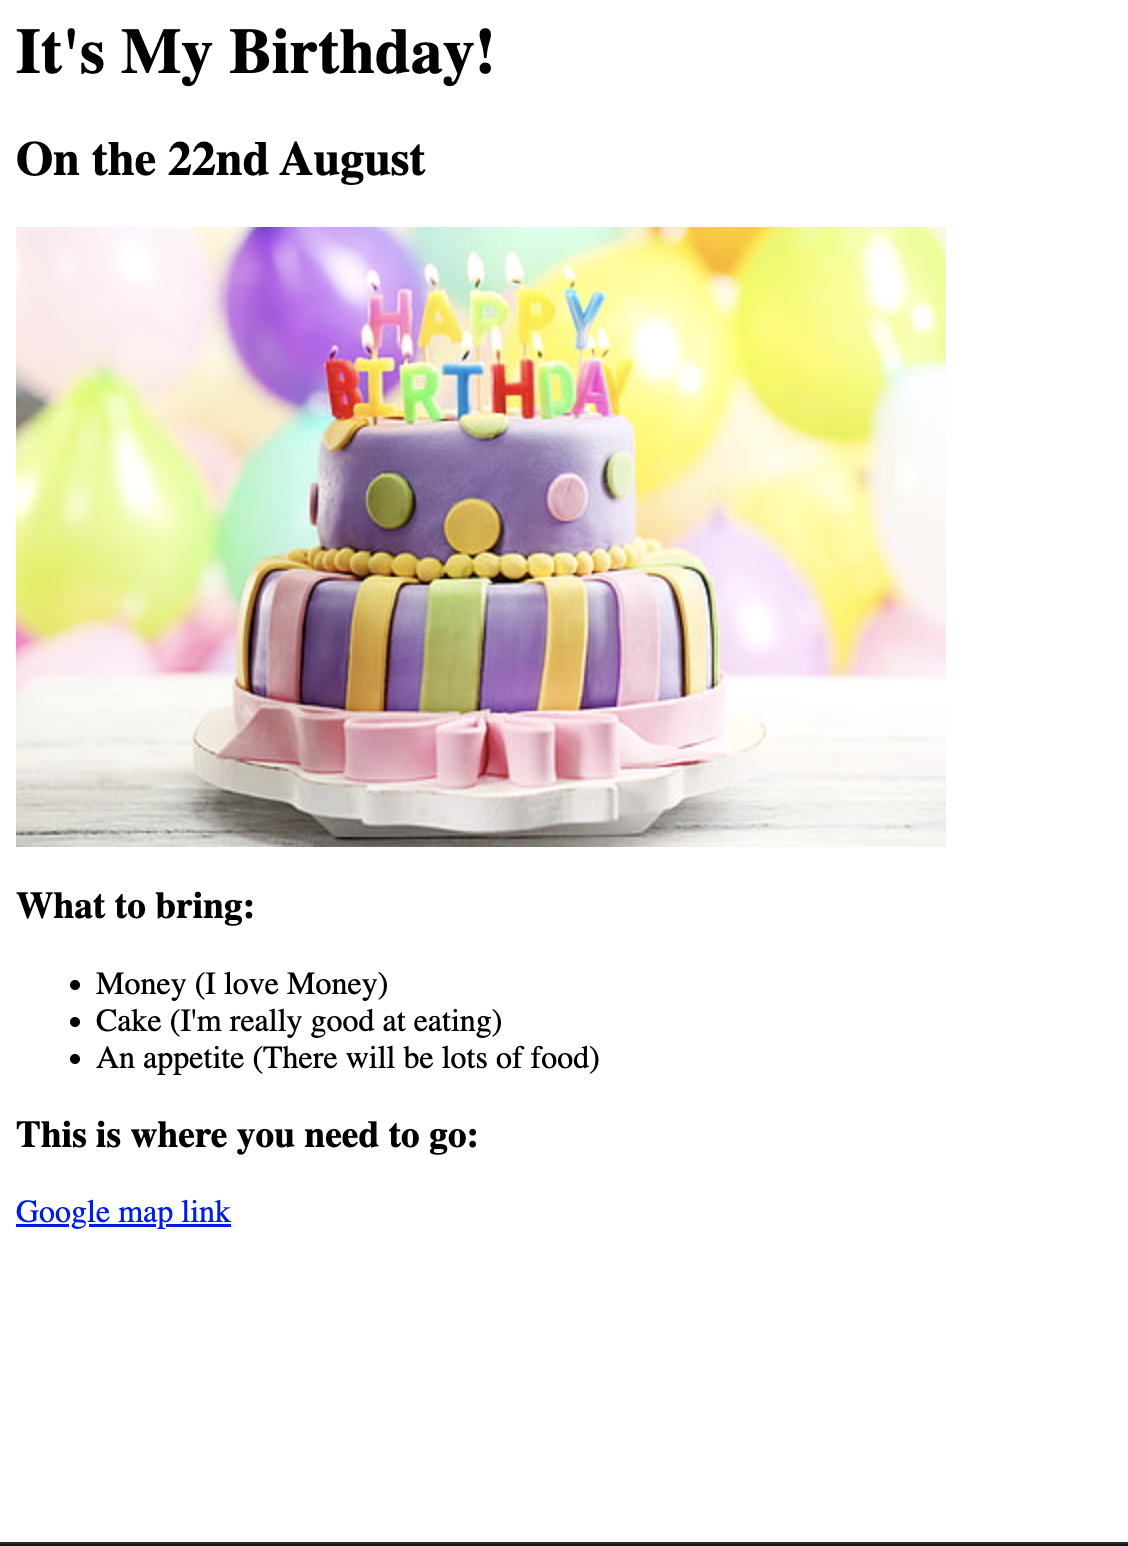 It's My Birthday!
On the 22nd August
HAPPY
BIRTHDAY
What to bring:
Money (I love Money)
Cake (I'm really good at eating)
An appetite (There will be lots of food)
This is where you need to go:
Google map link